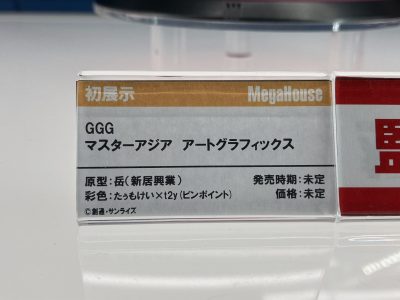 初展示 MegaHouse
GGG
マスターアジア アートグラフィックス
原型:岳(新居興業) 発売時期:未定
彩色:たぅもけい×t2y(ピンポイント) 価格:未定
©創通・サンライズ
監